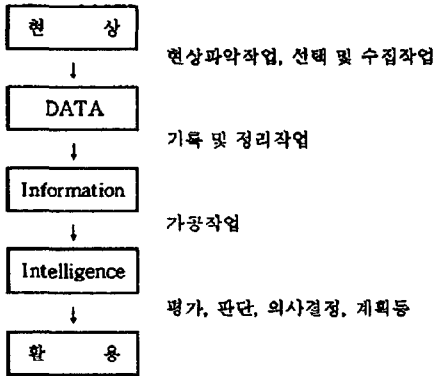 현 상
현상파악작업, 선택 및 수집작업
DATA
기록 및 정리작업
Information
가공작업
Intelligence
평가, 판단, 의사결정, 계획등
활 용